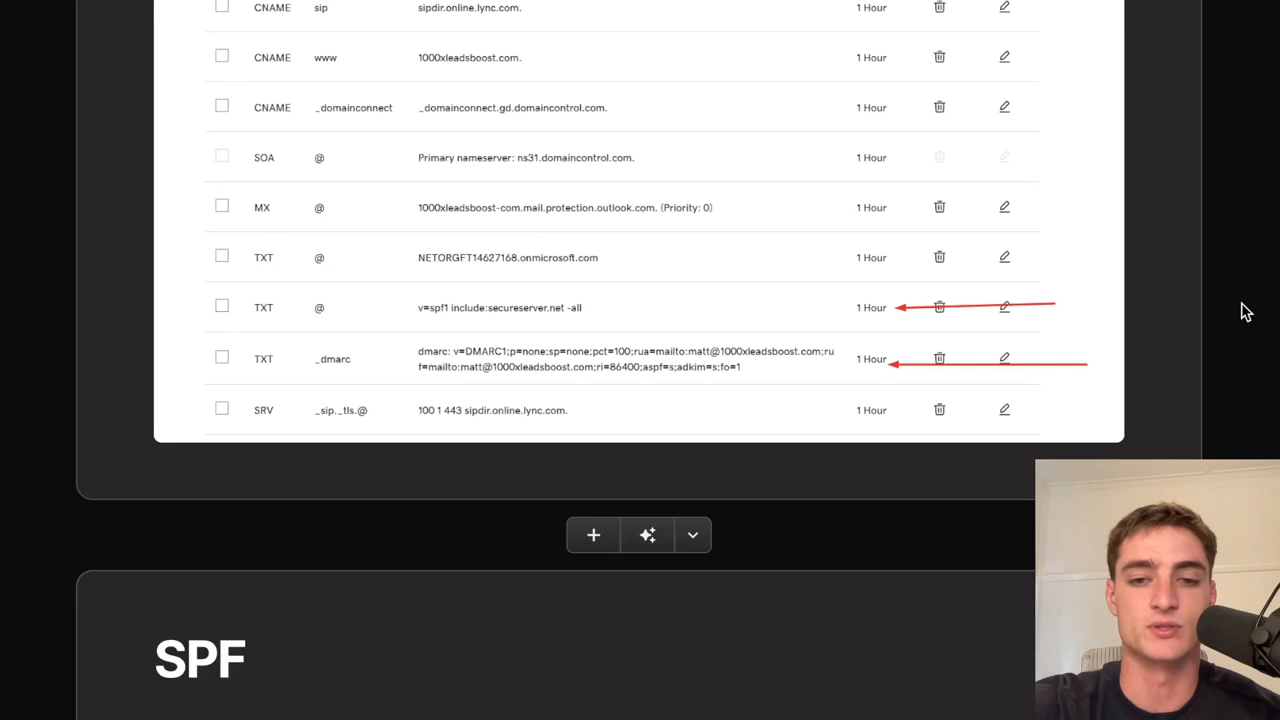 CNAME sip sipdir.online.lync.com. 1 Hour
CNAME www 1000xleadsboost.com. 1 Hour
CNAME _domainconnect _domainconnect.gd.domaincontrol.com. 1 Hour
SOA @ Primary nameserver: ns31.domaincontrol.com. 1 Hour
MX @ 1000xleadsboost-com.mail.protection.outlook.com. (Priority: 0) 1 Hour
TXT @ NETORGFT14627168.onmicrosoft.com 1 Hour
TXT @ v=spf1 include:secureserver.net -all 1 Hour
TXT _dmarc dmarc: v=DMARC1;p=none;sp=none;pct=100;rua=mailto:matt@1000xleadsboost.com;ru 1 Hour
f=mailto:matt@1000xleadsboost.com;ri=86400;aspf=s;adkim=s;fo=1
SRV _sip._tls.@ 100 1 443 sipdir.online.lync.com. 1 Hour
SPF